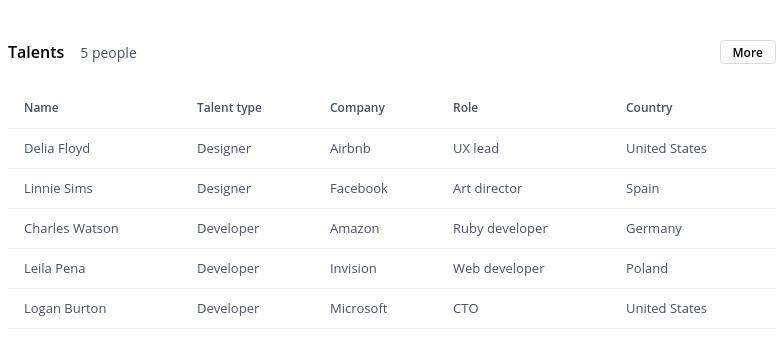 Talents 5 people More
Name Talent type Company Role Country
Delia Floyd Designer Airbnb UX lead United States
Linnie Sims Designer Facebook Art director Spain
Charles Watson Developer Amazon Ruby developer Germany
Leila Pena Developer Invision Web developer Poland
Logan Burton Developer Microsoft CTO United States